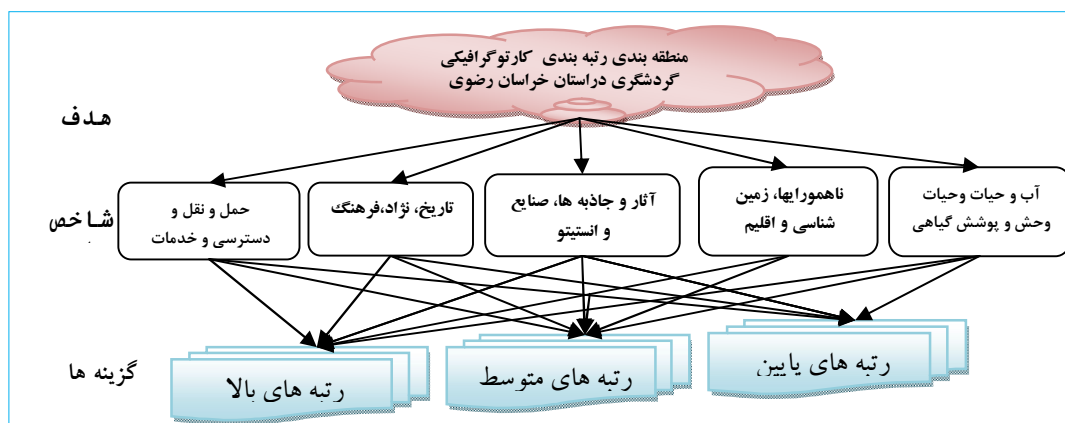 منطقه بندی رتبه بندی کارتوگرافیکی
گردشگری دراستان خراسان رضوی
هدف
شاخص
آب و حیات وحیات
وحش و پوشش گیاهی
ناهمورایها، زمین
شناسی و اقلیم
آثار و جاذبه ها، صنایع
و انستیتو
تاریخ، نژاد،فرهنگ
حمل و نقل و
دسترسی و خدمات
گزینه ها
رتبه های پایین
رتبه های متوسط
رتبه های بالا